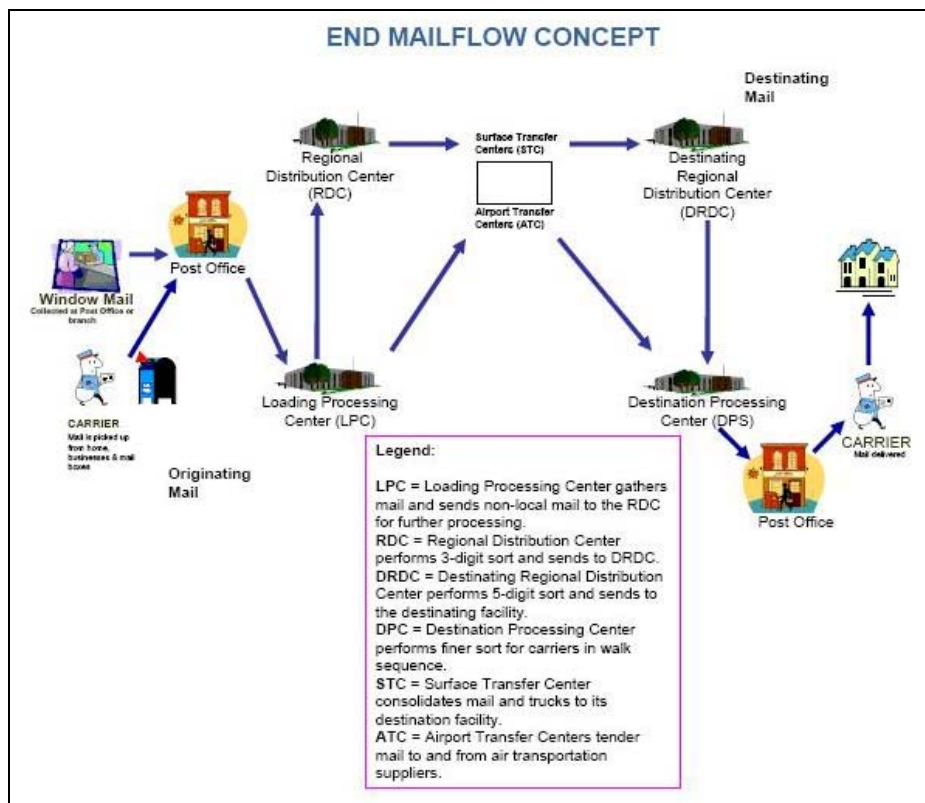 END MAILFLOW CONCEPT
Destinating
Mail
Regional
Distribution Center
(RDC)
Surface Transfer
Centers (STC)
Airport Transfer
Centers (ATC)
Destinating
Regional
Distribution Center
(DRDC)
Post Office
Window Mail
Collected at Post Office or
branch
CARRIER
Mail is picked up
from home,
businesses & mail
boxes
Originating
Mail
Loading Processing
Center (LPC)
Destination Processing
Center (DPS)
CARRIER
Mail delivered
Post Office
Legend:
LPC = Loading Processing Center gathers
mail and sends non-local mail to the RDC
for further processing.
RDC = Regional Distribution Center
performs 3-digit sort and sends to DRDC.
DRDC = Destinating Regional Distribution
Center performs 5-digit sort and sends to
the destinating facility.
DPC = Destination Processing Center
performs finer sort for carriers in walk
sequence.
STC = Surface Transfer Center
consolidates mail and trucks to its
destination facility.
ATC = Airport Transfer Centers tender
mail to and from air transportation
suppliers.